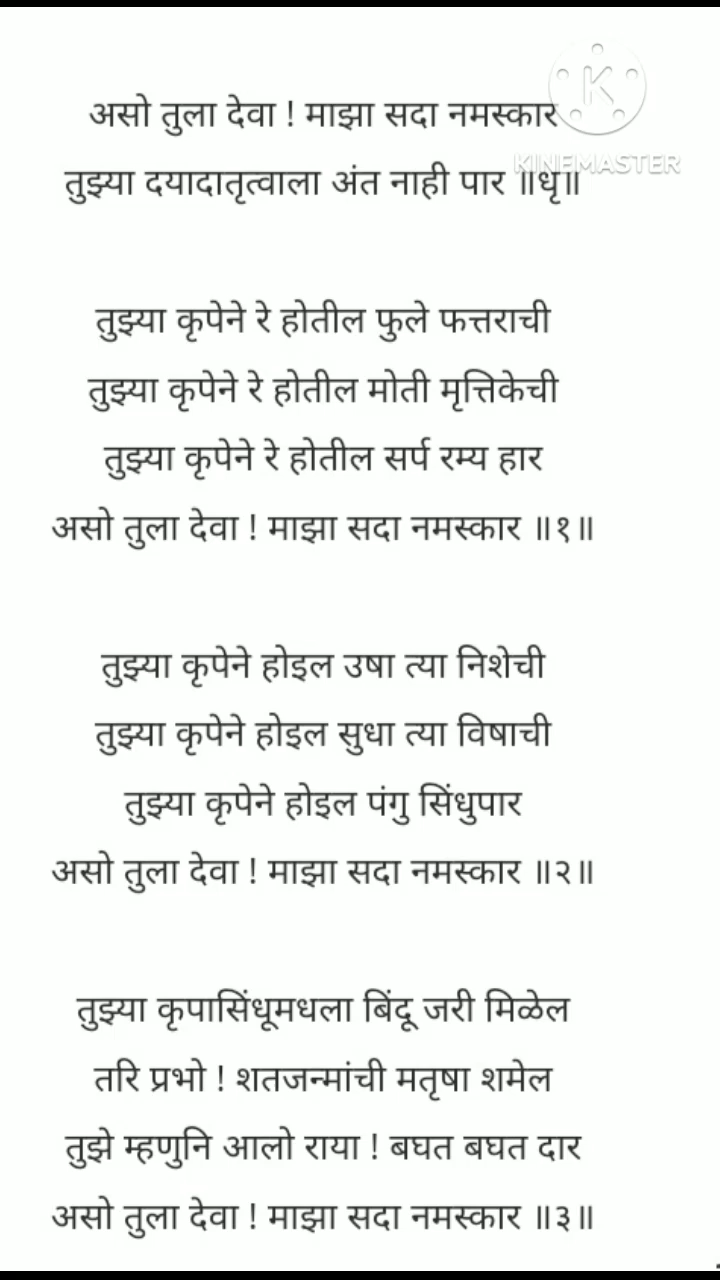 असो तुला देवा ! माझा सदा नमस्कार
तुझ्या दयादातृत्वाला अंत नाही पार ॥धृ॥
KINEMASTER
तुझ्या कृपेने रे होतील फुले फत्तराची
तुझ्या कृपेने रे होतील मोती मृत्तिकेची
तुझ्या कृपेने रे होतील सर्प रम्य हार
असो तुला देवा ! माझा सदा नमस्कार ॥१॥
तुझ्या कृपेने होइल उषा त्या निशेची
तुझ्या कृपेने होइल सुधा त्या विषाची
तुझ्या कृपेने होइल पंगु सिंधुपार
असो तुला देवा ! माझा सदा नमस्कार ॥२॥
तुझ्या कृपासिंधूमधला बिंदू जरी मिळेल
तरि प्रभो ! शतजन्मांची मतृषा शमेल
तुझे म्हणुनि आलो राया ! बघत बघत दार
असो तुला देवा ! माझा सदा नमस्कार ॥३॥